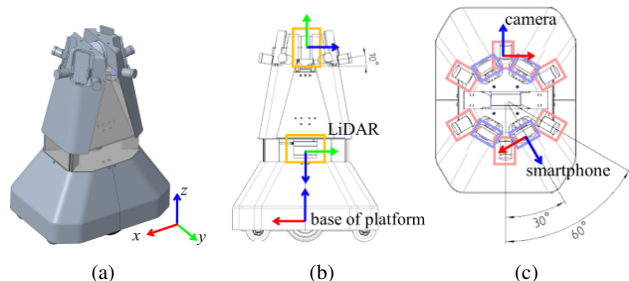 camera
10°
LiDAR
z
x
y
base of platform
smartphone
30°
60°
(a)
(b)
(c)